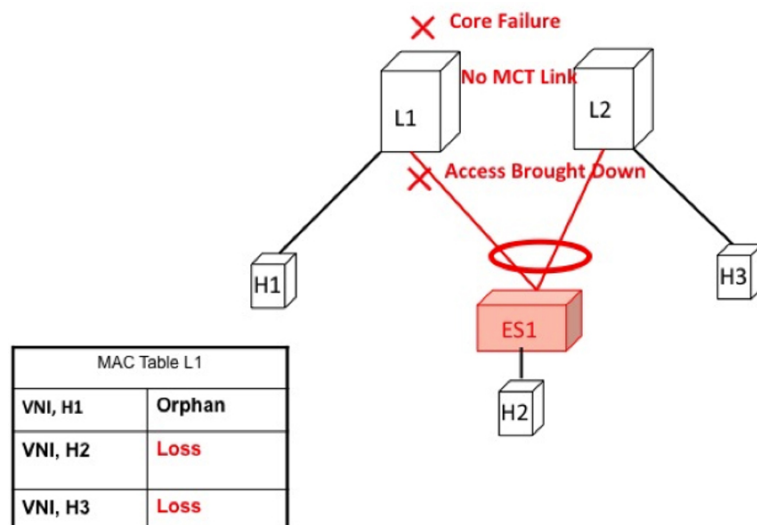 Core Failure
No MCT Link
L1
L2
Access Brought Down
H1
H3
ES1
H2
MAC Table L1
VNI, H1 Orphan
VNI, H2 Loss
VNI, H3 Loss